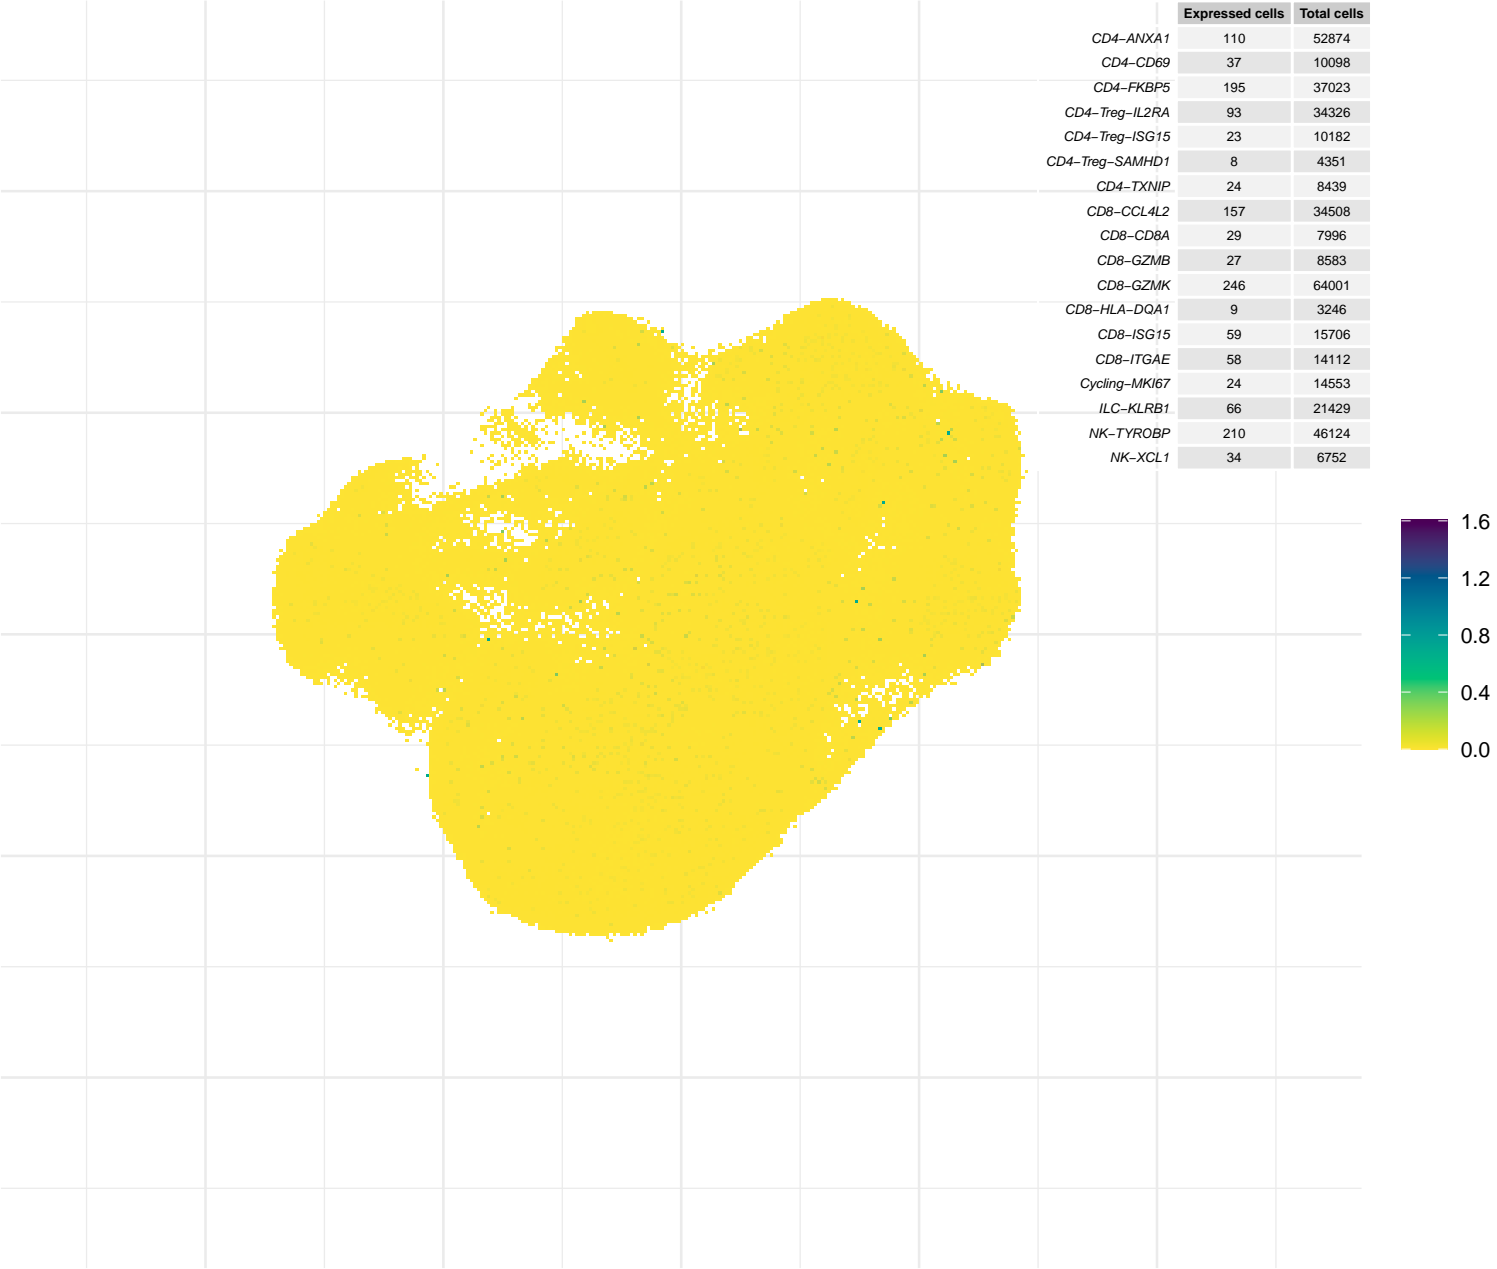 Expressed cells Total cells
CD4−ANXA1 110 52874
CD4−CD69 37 10098
CD4−FKBP5 195 37023
CD4−Treg−IL2RA 93 34326
CD4−Treg−ISG15 23 10182
CD4−Treg−SAMHD1 8 4351
CD4−TXNIP 24 8439
CD8−CCL4L2 157 34508
CD8−CD8A 29 7996
CD8−GZMB 27 8583
CD8−GZMK 246 64001
CD8−HLA−DQA1 9 3246
CD8−ISG15 59 15706
CD8−ITGAE 58 14112
Cycling−MKI67 24 14553
ILC−KLRB1 66 21429
NK−TYROBP 210 46124
NK−XCL1 34 6752
1.6
1.2
0.8
0.4
0.0